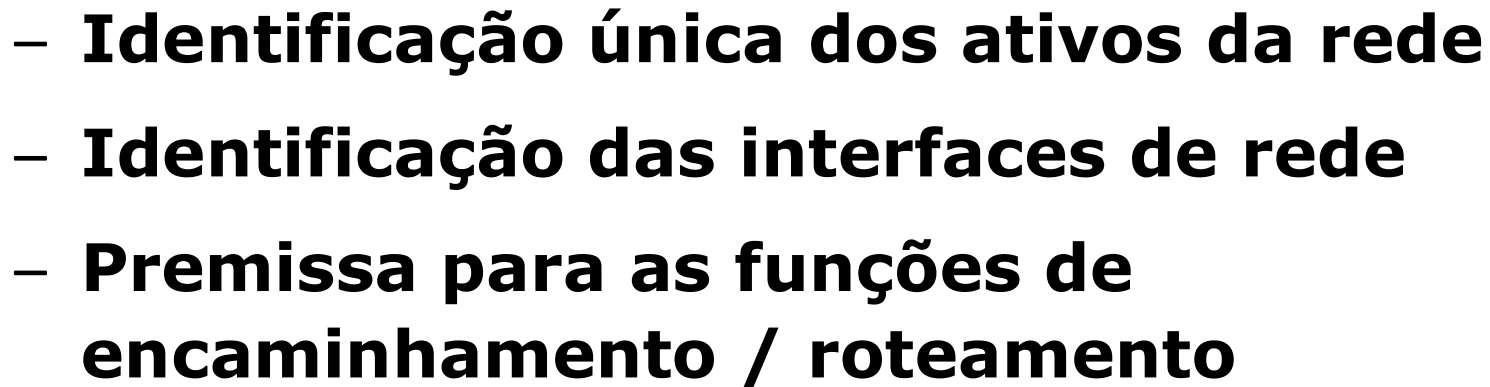 – Identificação única dos ativos da rede
– Identificação das interfaces de rede
– Premissa para as funções de
encaminhamento / roteamento